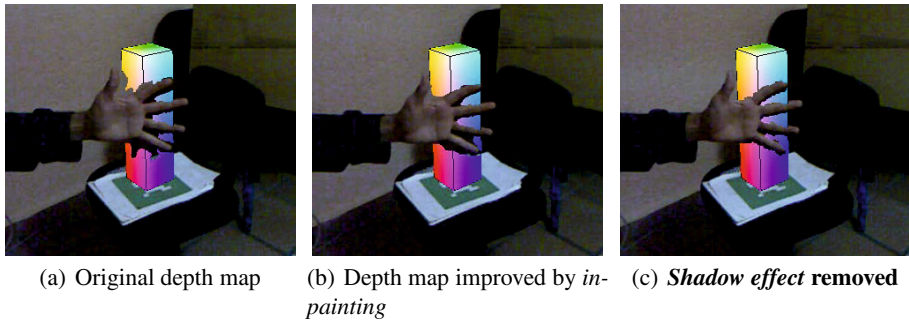 (a) Original depth map
(b) Depth map improved by in-
painting
(c) Shadow effect removed